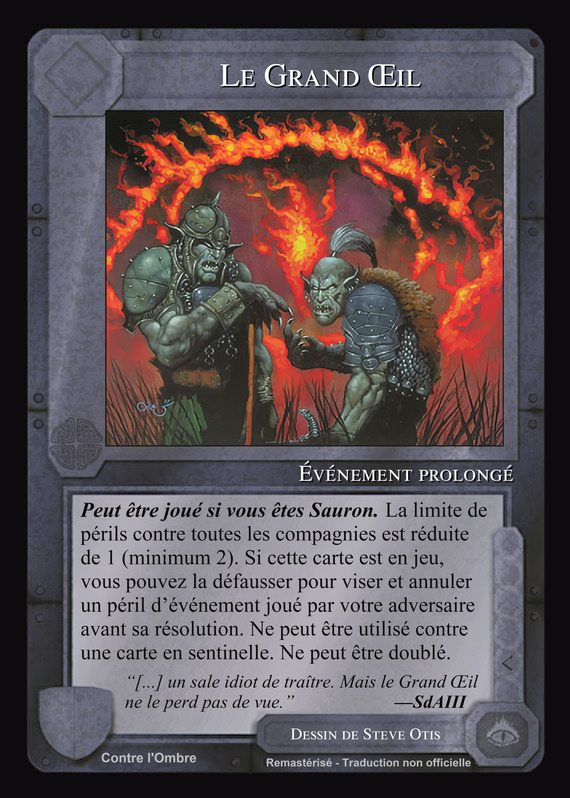 LE GRAND ŒIL
ÉVÉNEMENT PROLONGÉ
Peut être joué si vous êtes Sauron. La limite de
périls contre toutes les compagnies est réduite
de 1 (minimum 2). Si cette carte est en jeu,
vous pouvez la défausser pour viser et annuler
un péril d’événement joué par votre adversaire
avant sa résolution. Ne peut être utilisé contre
une carte en sentinelle. Ne peut être doublé.
“[...] un sale idiot de traître. Mais le Grand Œil
ne le perd pas de vue.” —SdAIII
DESSIN DE STEVE OTIS
Contre l'Ombre
Remastérisé - Traduction non officielle